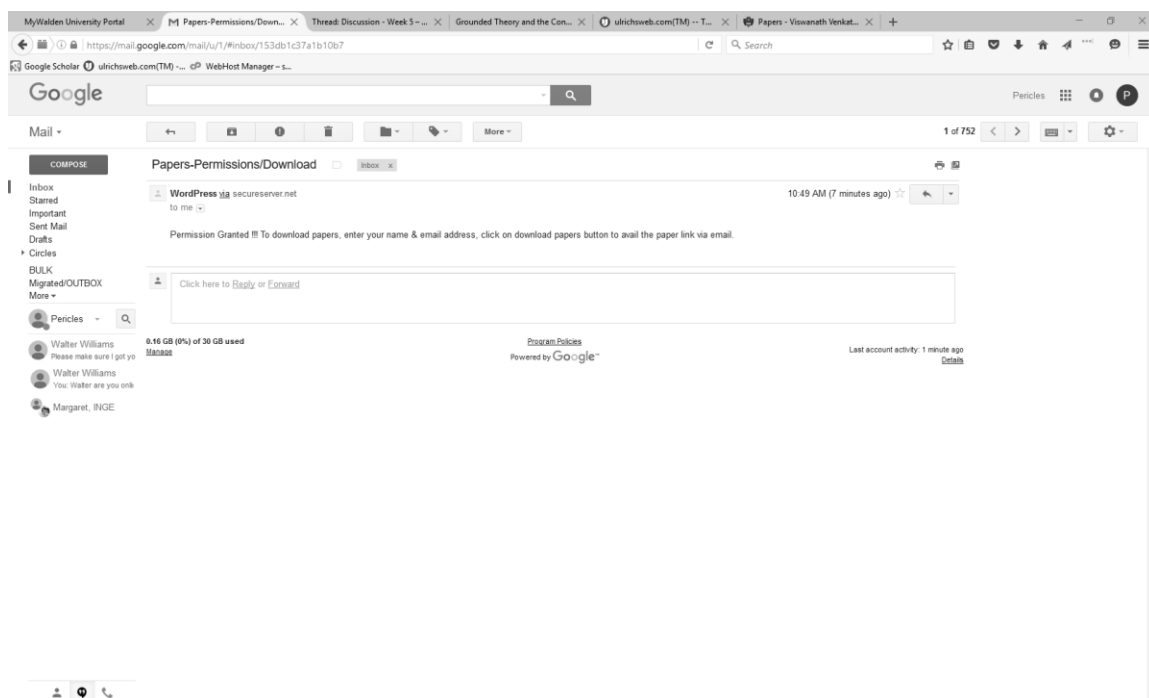 MyWalden University Portal
Papers-Permissions/Down...
Thread: Discussion - Week 5 – ...
Grounded Theory and the Con...
ulrichsweb.com(TM) -- T...
Papers - Viswanath Venkat...
https://mail.google.com/mail/u/1/#inbox/153db1c37a1b10b7
Search
Google Scholar
ulrichsweb.com(TM) -...
WebHost Manager – s...
Google
Pericles
P
Mail
More
1 of 752
COMPOSE
Inbox
Starred
Important
Sent Mail
Drafts
Circles
BULK
Migrated/OUTBOX
More
Pericles
Walter Williams
Please make sure I got yo
Walter Williams
You: Walter are you onli
Margaret, INGE
Papers-Permissions/Download
Inbox x
WordPress via secureserver.net
10:49 AM (7 minutes ago)
to me
Permission Granted !!! To download papers, enter your name & email address, click on download papers button to avail the paper link via email.
Click here to Reply or Forward
0.16 GB (0%) of 30 GB used
Manage
Program Policies
Powered by Google™
Last account activity: 1 minute ago
Details